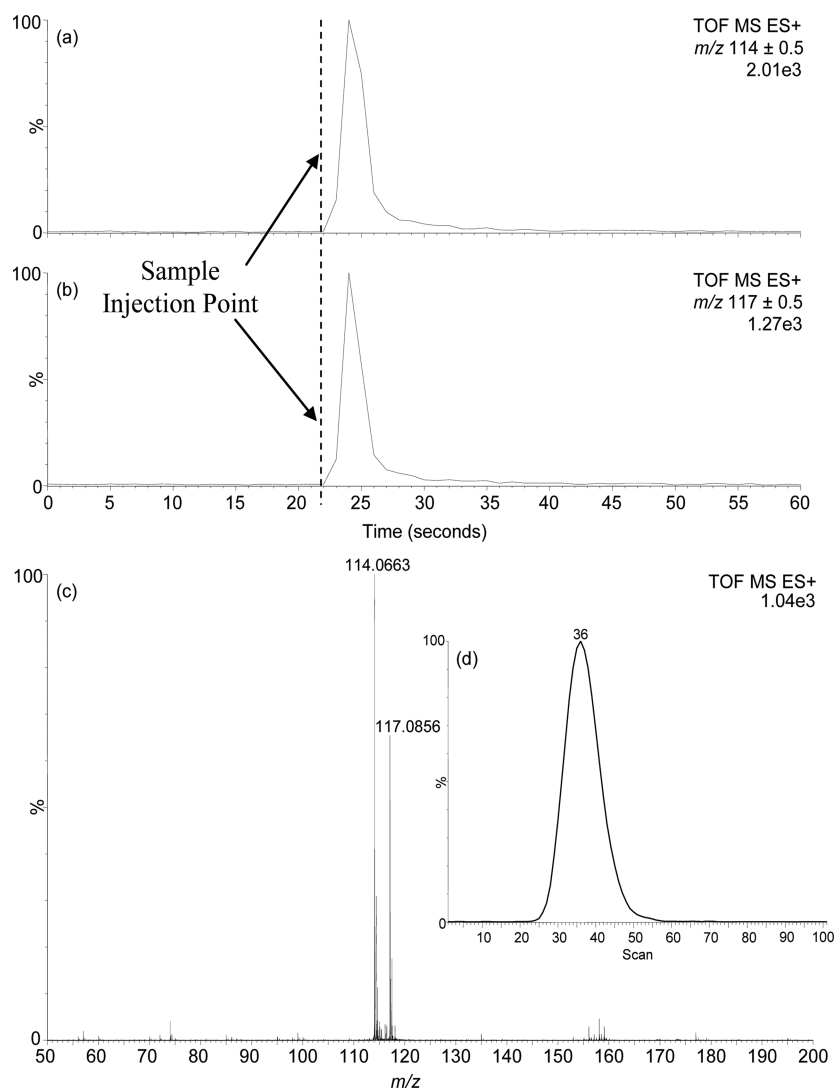 100
(a)
TOF MS ES+
m/z 114 ± 0.5
2.01e3
%
0
Sample
Injection Point
(b)
TOF MS ES+
m/z 117 ± 0.5
1.27e3
%
0
0 5 10 15 20 25 30 35 40 45 50 55 60
Time (seconds)
114.0663
100
(c)
TOF MS ES+
1.04e3
117.0856
%
0
50 60 70 80 90 100 110 120 130 140 150 160 170 180 190 200
m/z
36
100
(d)
%
0
10 20 30 40 50 60 70 80 90 100
Scan